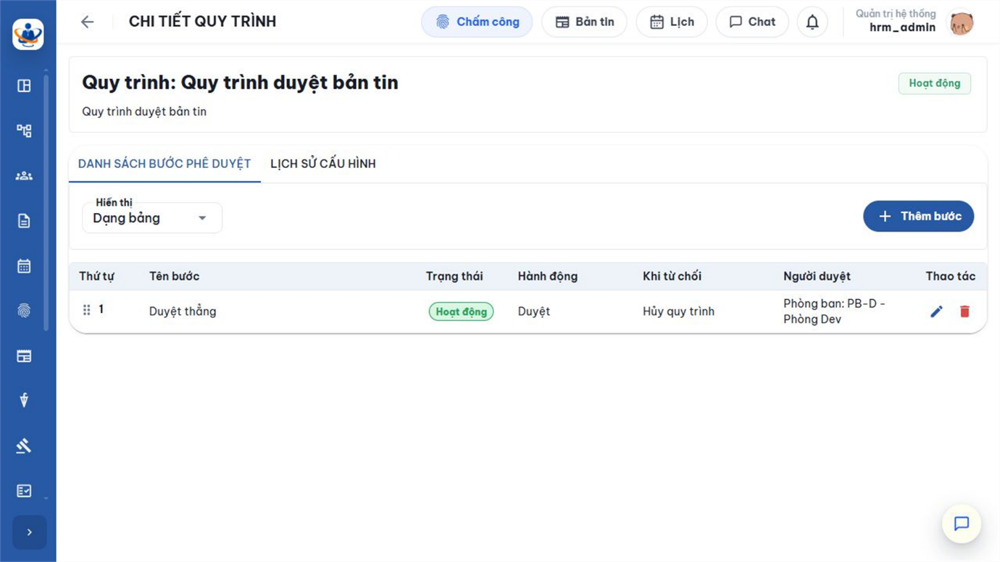 CHI TIẾT QUY TRÌNH
Chấm công
Bản tin
Lịch
Chat
Quản trị hệ thống
hrm_admin
Quy trình: Quy trình duyệt bản tin
Hoạt động
Quy trình duyệt bản tin
DANH SÁCH BƯỚC PHÊ DUYỆT
LỊCH SỬ CẤU HÌNH
Hiển thị
Dạng bảng
Thêm bước
Thứ tự Tên bước Trạng thái Hành động Khi từ chối Người duyệt Thao tác
1 Duyệt thẳng Hoạt động Duyệt Hủy quy trình Phòng ban: PB-D -
Phòng Dev